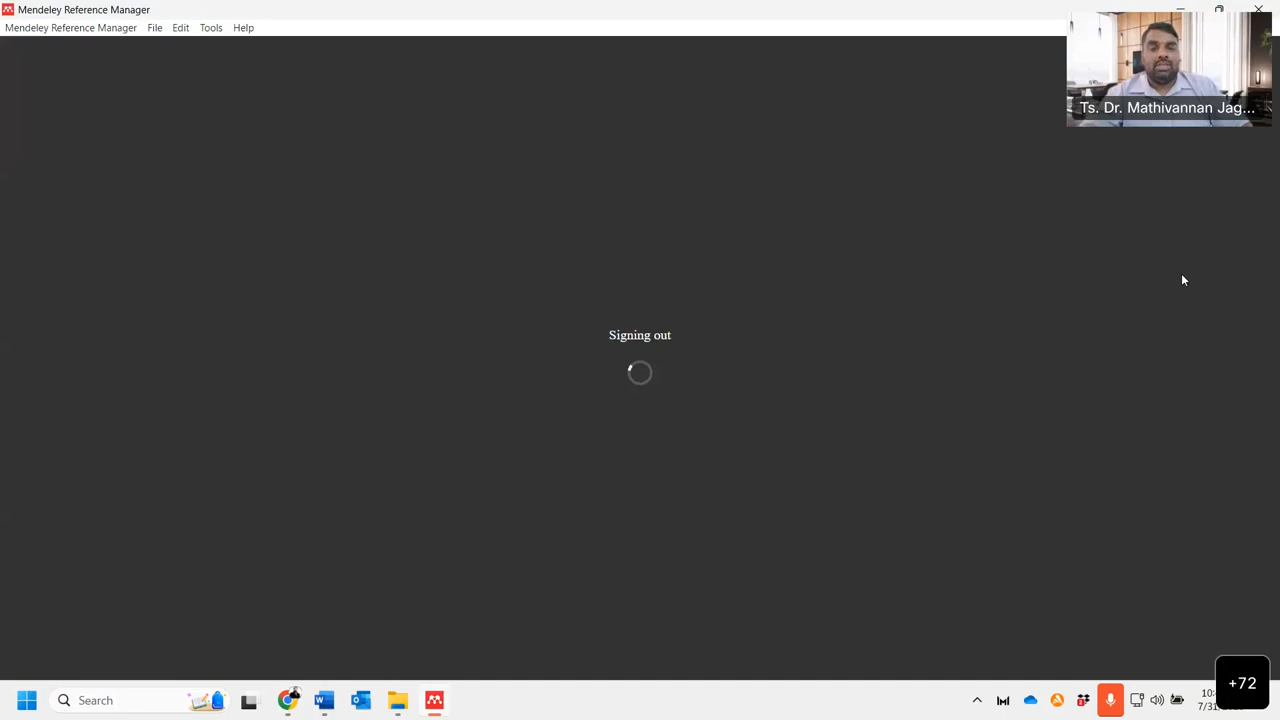 Mendeley Reference Manager
Mendeley Reference Manager File Edit Tools Help
Ts. Dr. Mathivannan Jag...
Signing out
Search
+72